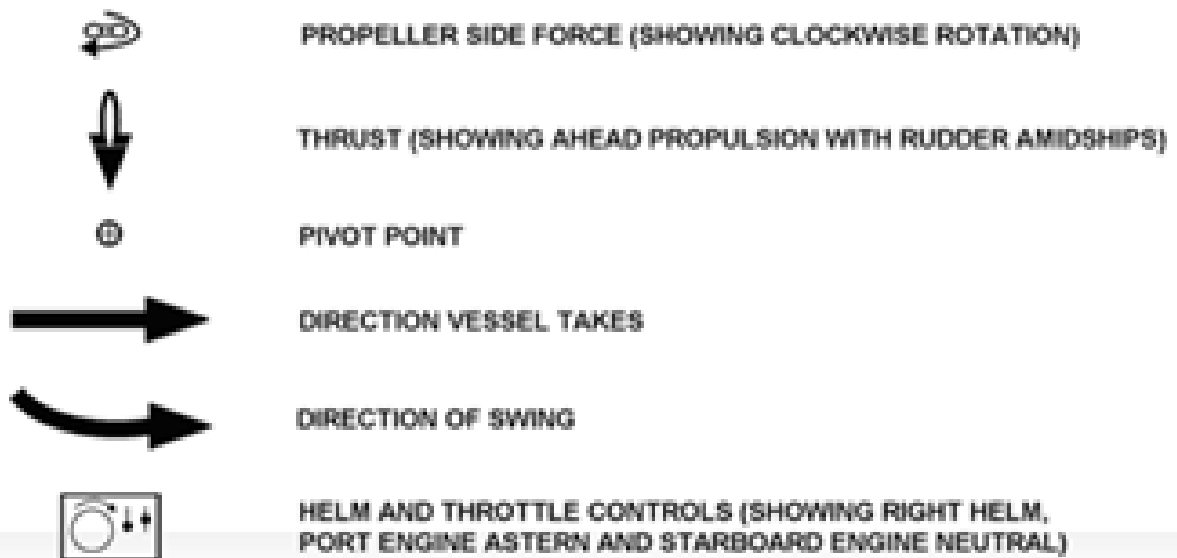 PROPELLER SIDE FORCE (SHOWING CLOCKWISE ROTATION)
THRUST (SHOWING AHEAD PROPULSION WITH RUDDER AMIDSHIPS)
PIVOT POINT
DIRECTION VESSEL TAKES
DIRECTION OF SWING
HELM AND THROTTLE CONTROLS (SHOWING RIGHT HELM,
PORT ENGINE ASTERN AND STARBOARD ENGINE NEUTRAL)